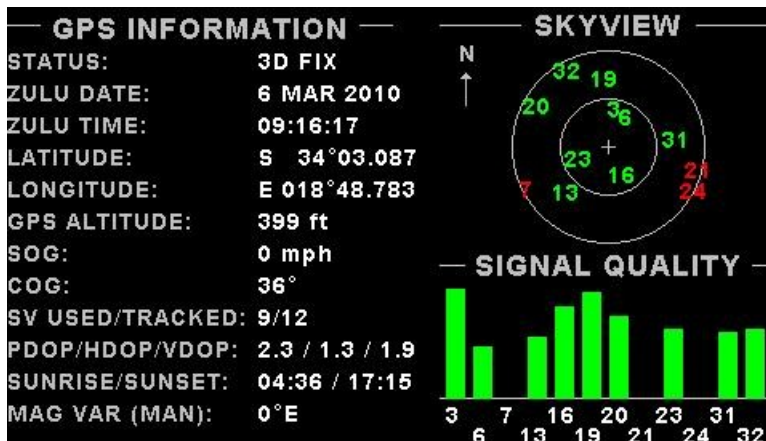 GPS INFORMATION
STATUS: 3D FIX
ZULU DATE: 6 MAR 2010
ZULU TIME: 09:16:17
LATITUDE: S 34°03.087
LONGITUDE: E 018°48.783
GPS ALTITUDE: 399 ft
SOG: 0 mph
COG: 36°
SV USED/TRACKED: 9/12
PDOP/HDOP/VDOP: 2.3 / 1.3 / 1.9
SUNRISE/SUNSET: 04:36 / 17:15
MAG VAR (MAN): 0°E
SKYVIEW
N
32 19
20 3 6
31
23 16 21
7 13 24
SIGNAL QUALITY
3 7 16 20 23 31
6 13 19 21 24 32